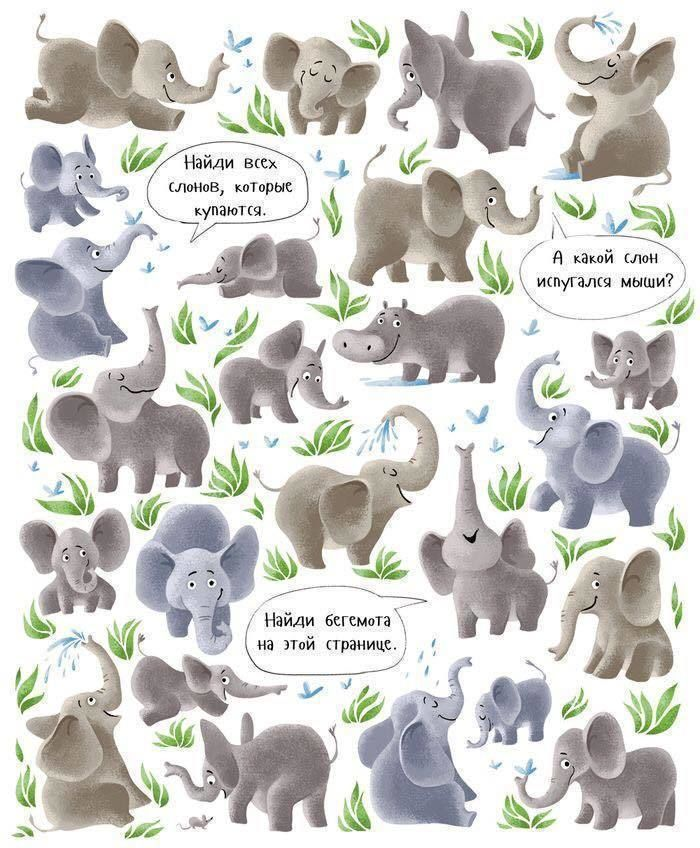 Найди всех
слонов, которые
купаются.
А какой слон
испугался мыши?
Найди бегемота
на этой странице.